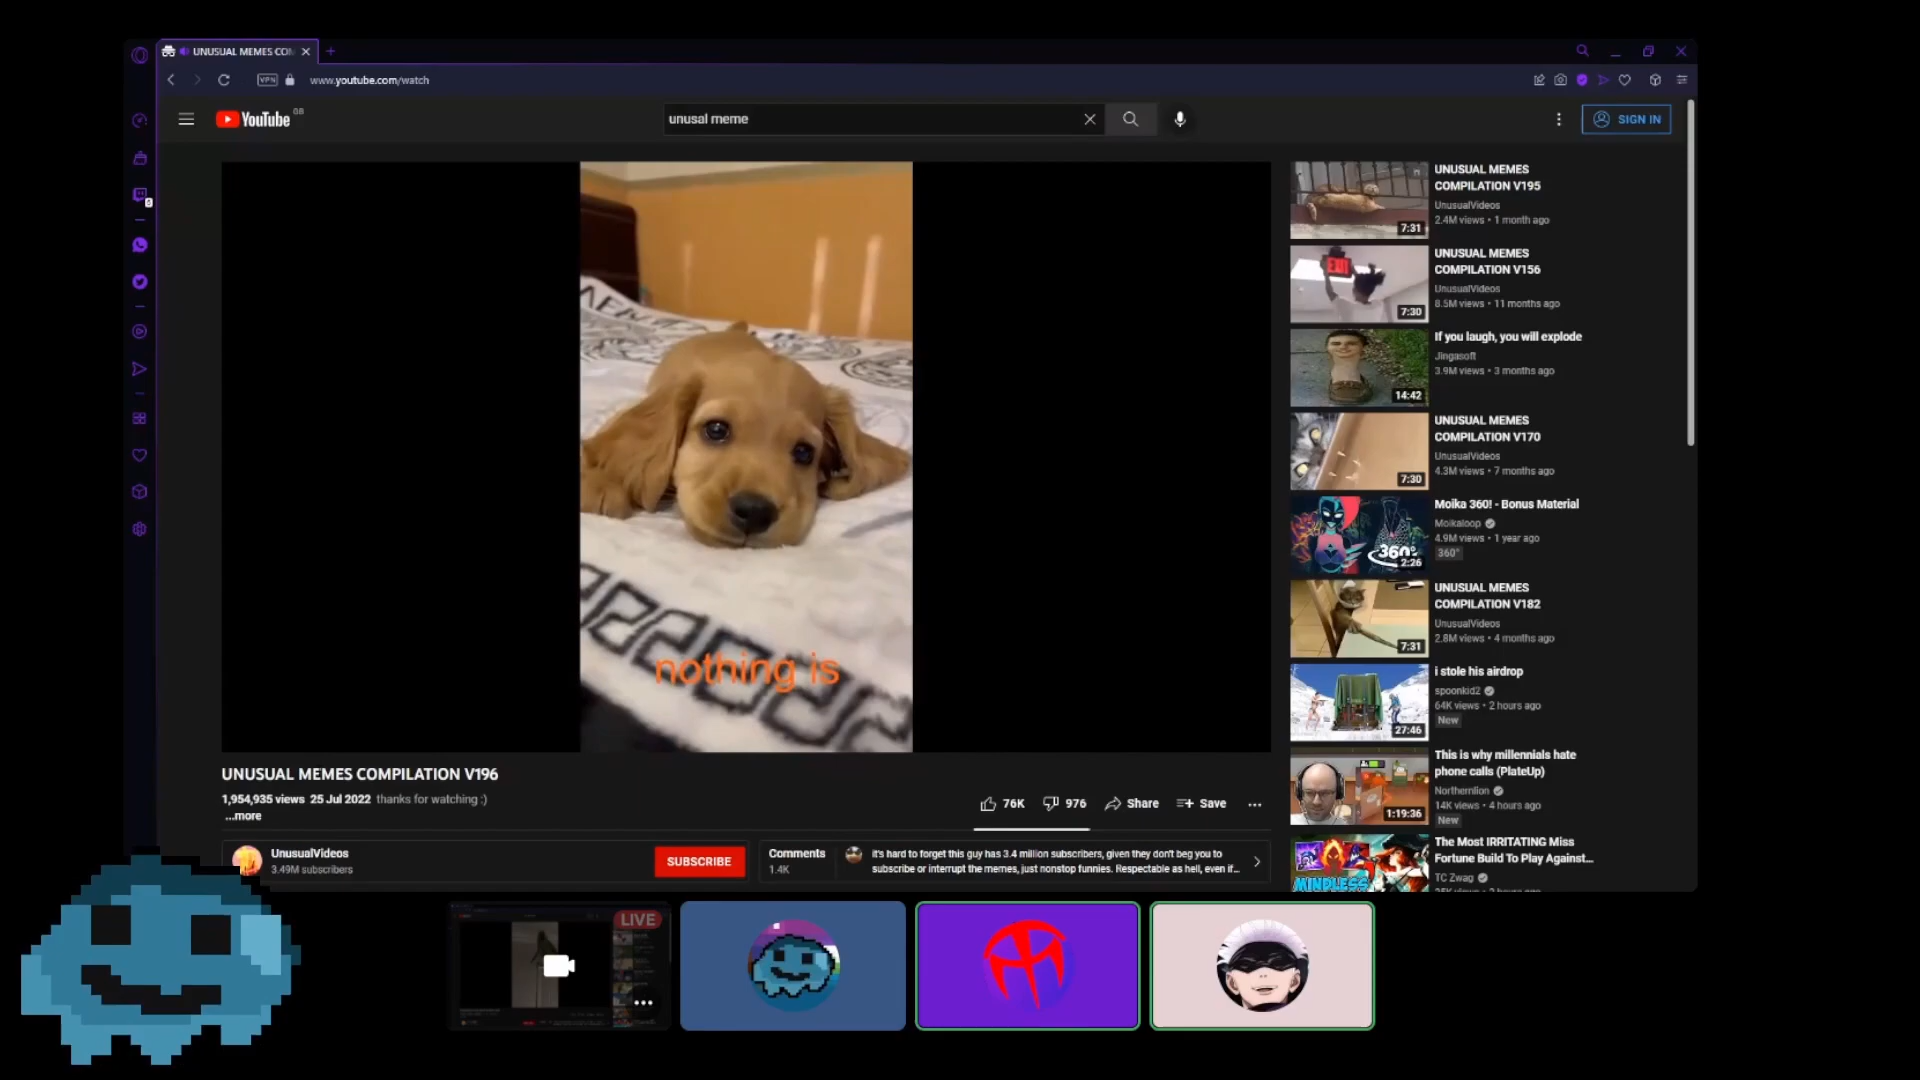 UNUSUAL MEMES CO
VPN
www.youtube.com/watch
YouTube GB
unusal meme
SIGN IN
nothing is
UNUSUAL MEMES COMPILATION V196
1,954,935 views 25 Jul 2022 thanks for watching :)
...more
76K
976
Share
Save
UnusualVideos
3.49M subscribers
SUBSCRIBE
Comments
1.4K
it's hard to forget this guy has 3.4 million subscribers, given they don't beg you to
subscribe or interrupt the memes, just nonstop funnies. Respectable as hell, even if...
UNUSUAL MEMES
COMPILATION V195
UnusualVideos
2.4M views • 1 month ago
7:31
EXIT
UNUSUAL MEMES
COMPILATION V156
UnusualVideos
8.5M views • 11 months ago
7:30
If you laugh, you will explode
Jingasoft
3.9M views • 3 months ago
14:42
UNUSUAL MEMES
COMPILATION V170
UnusualVideos
4.3M views • 7 months ago
7:30
Moika 360! - Bonus Material
Moikaloop
4.9M views • 1 year ago
360°
360°
2:26
UNUSUAL MEMES
COMPILATION V182
UnusualVideos
2.8M views • 4 months ago
7:31
i stole his airdrop
spoonkid2
64K views • 2 hours ago
New
27:46
This is why millennials hate
phone calls (PlateUp)
Northernlion
14K views • 4 hours ago
New
1:19:36
The Most IRRITATING Miss
Fortune Build To Play Against...
TC Zwag
MINDLESS
LIVE